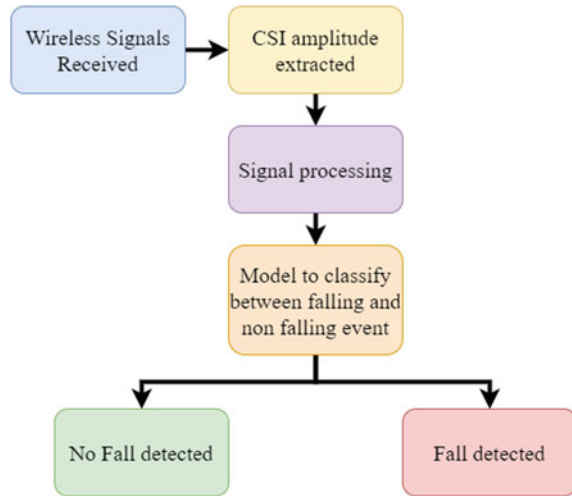 Wireless Signals
Received
CSI amplitude
extracted
Signal processing
Model to classify
between falling and
non falling event
No Fall detected
Fall detected